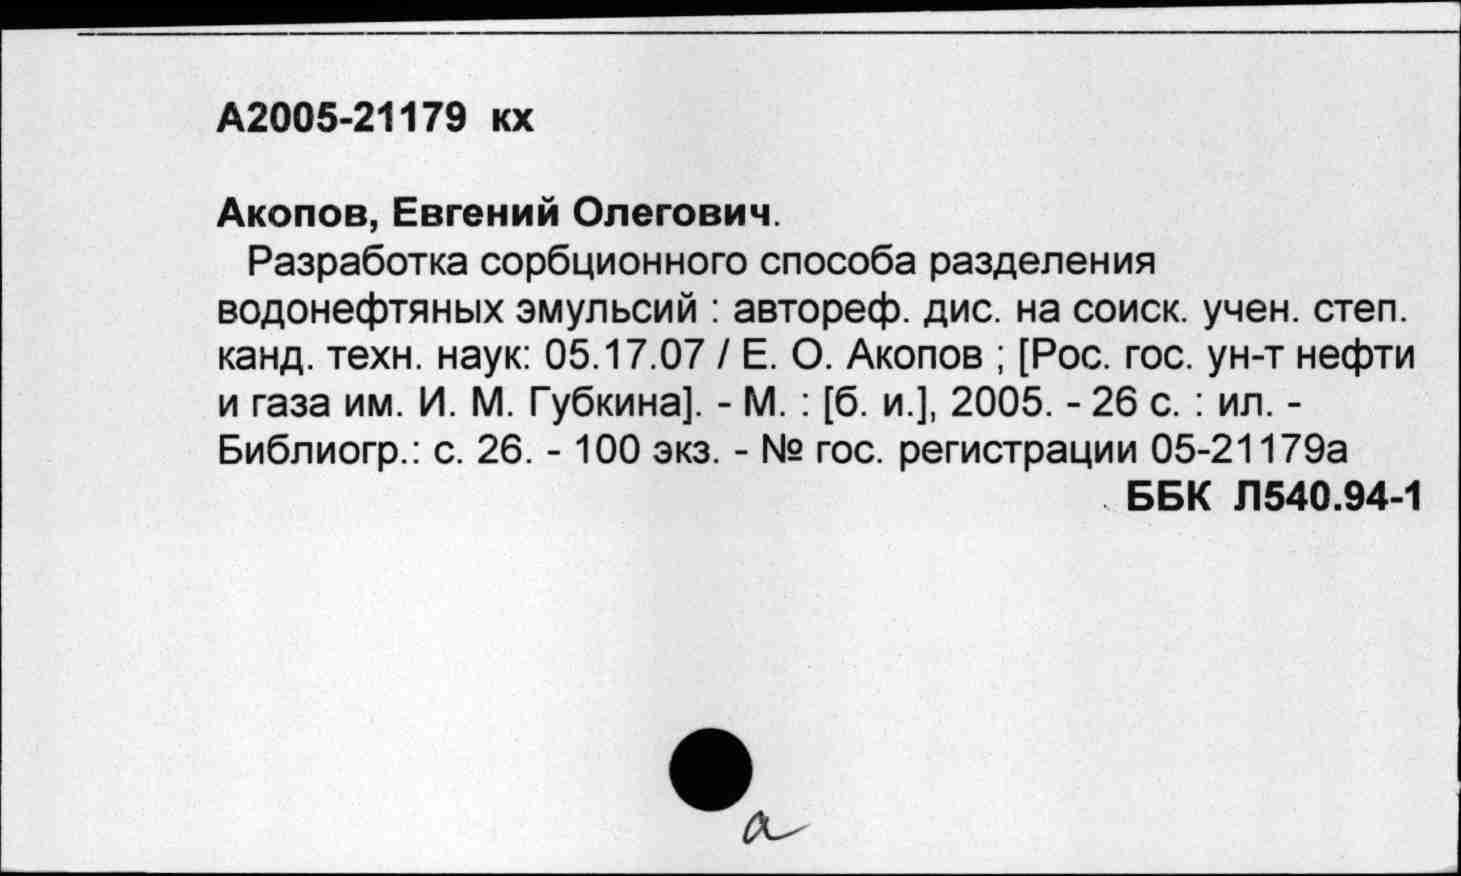 А2005-21179 кх
Акопов, Евгений Олегович.
Разработка сорбционного способа разделения
водонефтяных эмульсий : автореф. дис. на соиск. учен. степ.
канд. техн. наук: 05.17.07 / Е. О. Акопов ; [Рос. гос. ун-т нефти
и газа им. И. М. Губкина]. - М. : [б. и.], 2005. - 26 с. : ил. -
Библиогр.: с. 26. - 100 экз. - № гос. регистрации 05-21179а
ББК Л540.94-1
а